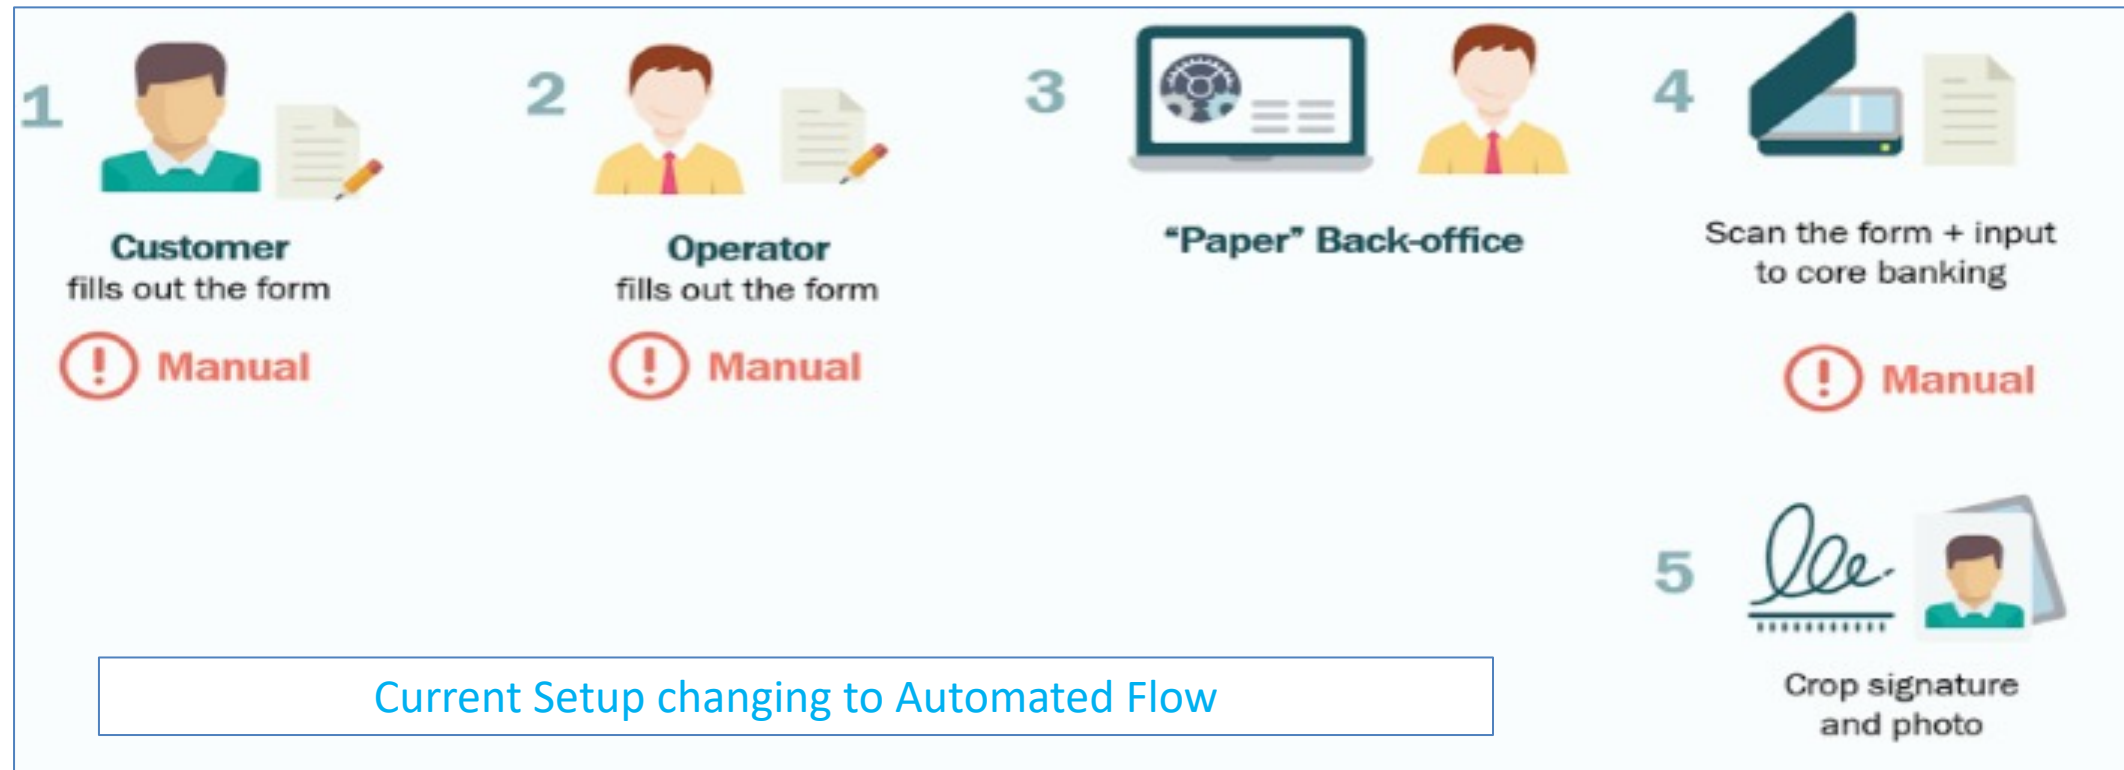 1
Customer
fills out the form
Manual
2
Operator
fills out the form
Manual
3
“Paper” Back-office
4
Scan the form + input
to core banking
Manual
5
Crop signature
and photo
Current Setup changing to Automated Flow